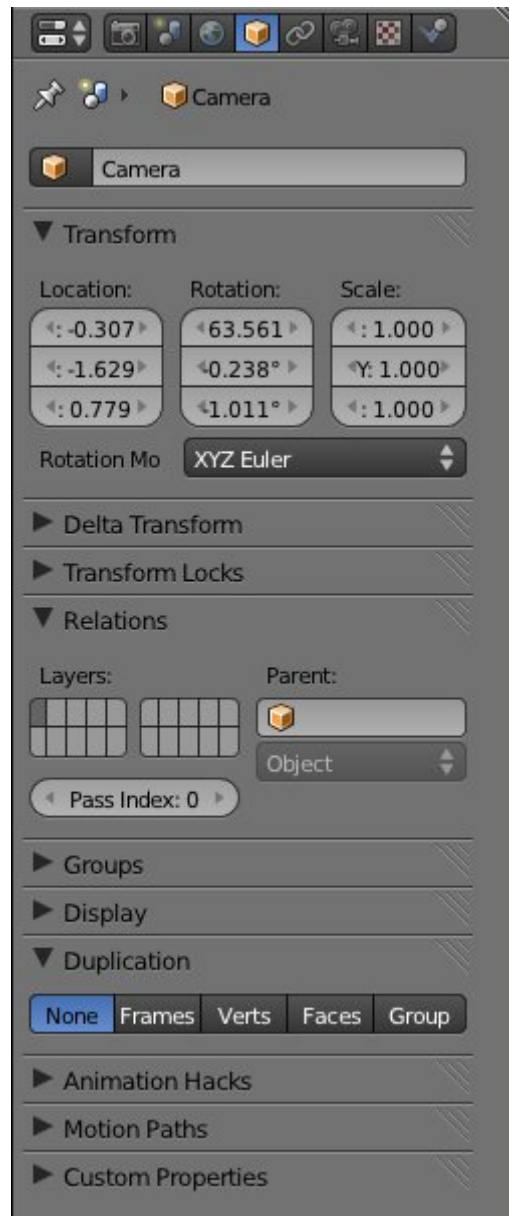 Camera
Camera
Transform
Location: Rotation: Scale:
: -0.307 63.561 : 1.000
: -1.629 0.238° Y: 1.000
: 0.779 1.011° : 1.000
Rotation Mo XYZ Euler
Delta Transform
Transform Locks
Relations
Layers: Parent:
Object
Pass Index: 0
Groups
Display
Duplication
None Frames Verts Faces Group
Animation Hacks
Motion Paths
Custom Properties